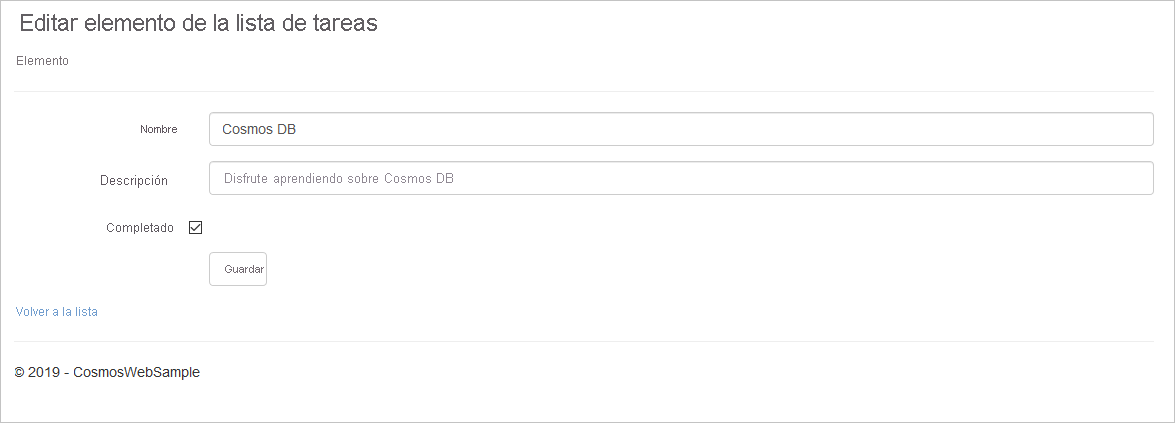 Editar elemento de la lista de tareas
Elemento
Nombre Cosmos DB
Descripción Disfrute aprendiendo sobre Cosmos DB
Completado
Guardar
Volver a la lista
© 2019 - CosmosWebSample